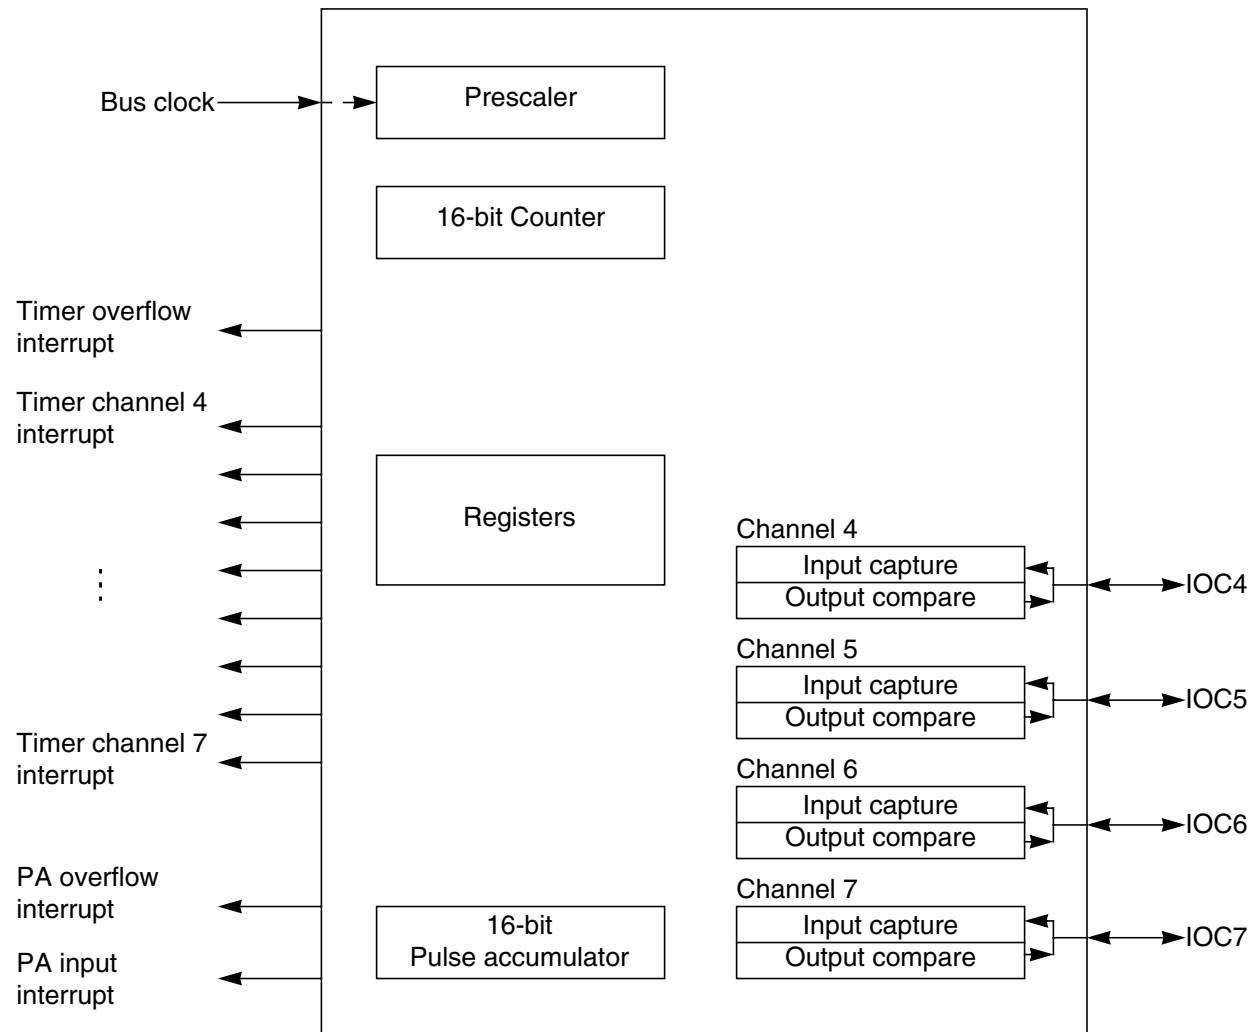 Bus clock
Prescaler
16-bit Counter
Timer overflow
interrupt
Timer channel 4
interrupt
Registers
Channel 4
Input capture
Output compare
IOC4
Channel 5
Input capture
Output compare
IOC5
Timer channel 7
interrupt
Channel 6
Input capture
Output compare
IOC6
PA overflow
interrupt
16-bit
Pulse accumulator
Channel 7
Input capture
Output compare
IOC7
PA input
interrupt